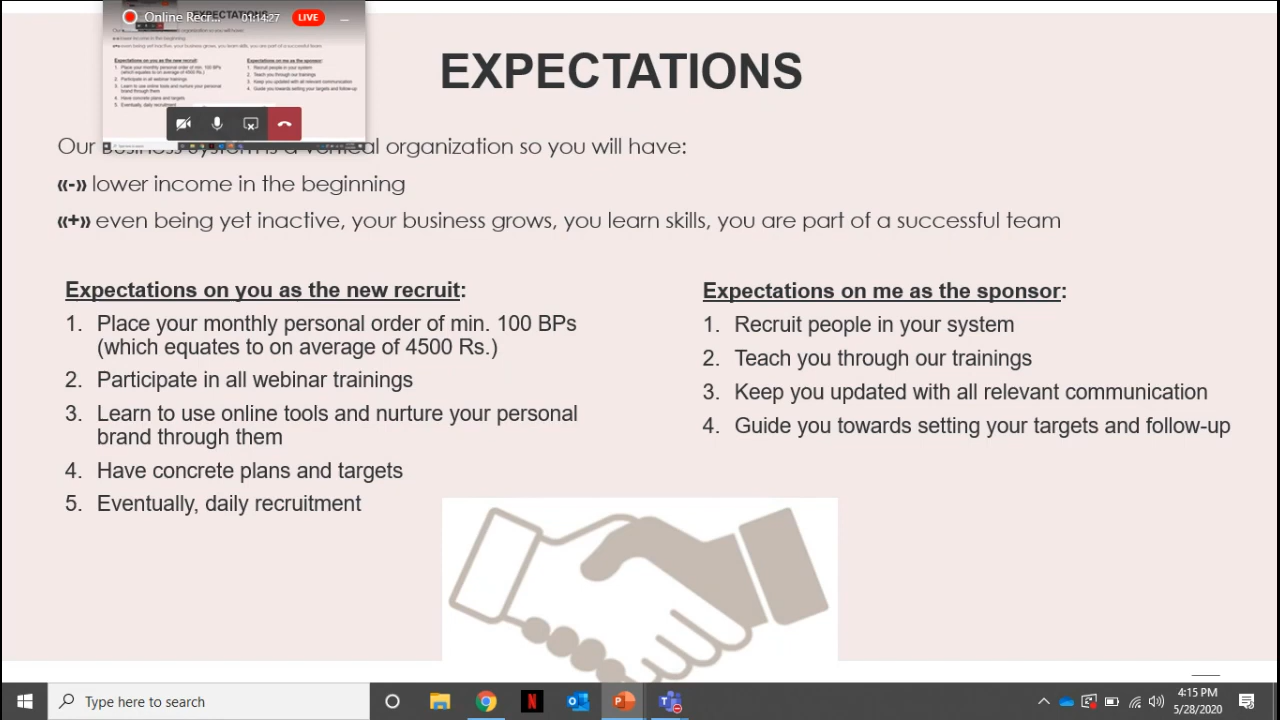 Online Recr...
01:14:27
LIVE
EXPECTATIONS
Our Business System is a vertical organization so you will have:
«-» lower income in the beginning
«+» even being yet inactive, your business grows, you learn skills, you are part of a successful team
Expectations on you as the new recruit:
1. Place your monthly personal order of min. 100 BPs
(which equates to on average of 4500 Rs.)
2. Participate in all webinar trainings
3. Learn to use online tools and nurture your personal
brand through them
4. Have concrete plans and targets
5. Eventually, daily recruitment
Expectations on me as the sponsor:
1. Recruit people in your system
2. Teach you through our trainings
3. Keep you updated with all relevant communication
4. Guide you towards setting your targets and follow-up
Type here to search
4:15 PM
5/28/2020